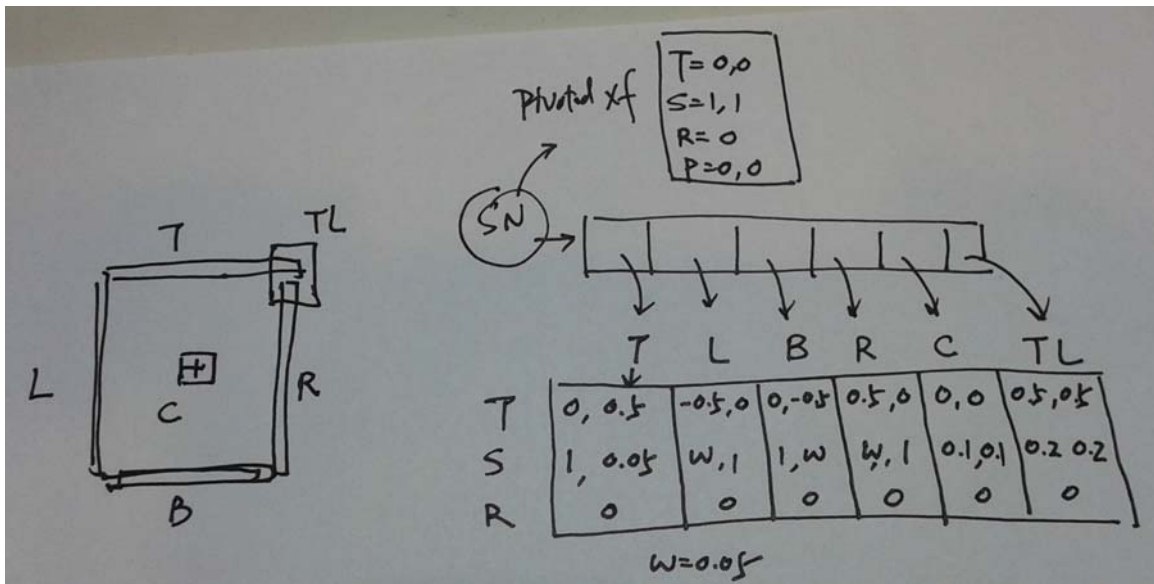 Pivoted xf
T=0,0
S=1,1
R=0
P=0,0
SN
T
TL
L
C
R
B
T L B R C TL
T 0, 0.5 -0.5,0 0,-0.5 0.5,0 0,0 0.5,0.5
S 1, 0.05 W,1 1,W W,1 0.1,0.1 0.2 0.2
R 0 0 0 0 0 0
W=0.05